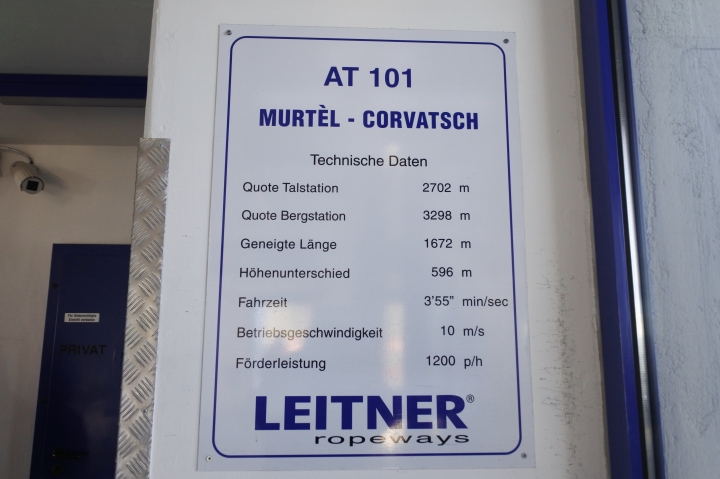 AT 101
MURTÈL - CORVATSCH
Technische Daten
Quote Talstation 2702 m
Quote Bergstation 3298 m
Geneigte Länge 1672 m
Höhenunterschied 596 m
Fahrzeit 3'55" min/sec
Betriebsgeschwindigkeit 10 m/s
Förderleistung 1200 p/h
LEITNER®
ropeways
PRIVAT